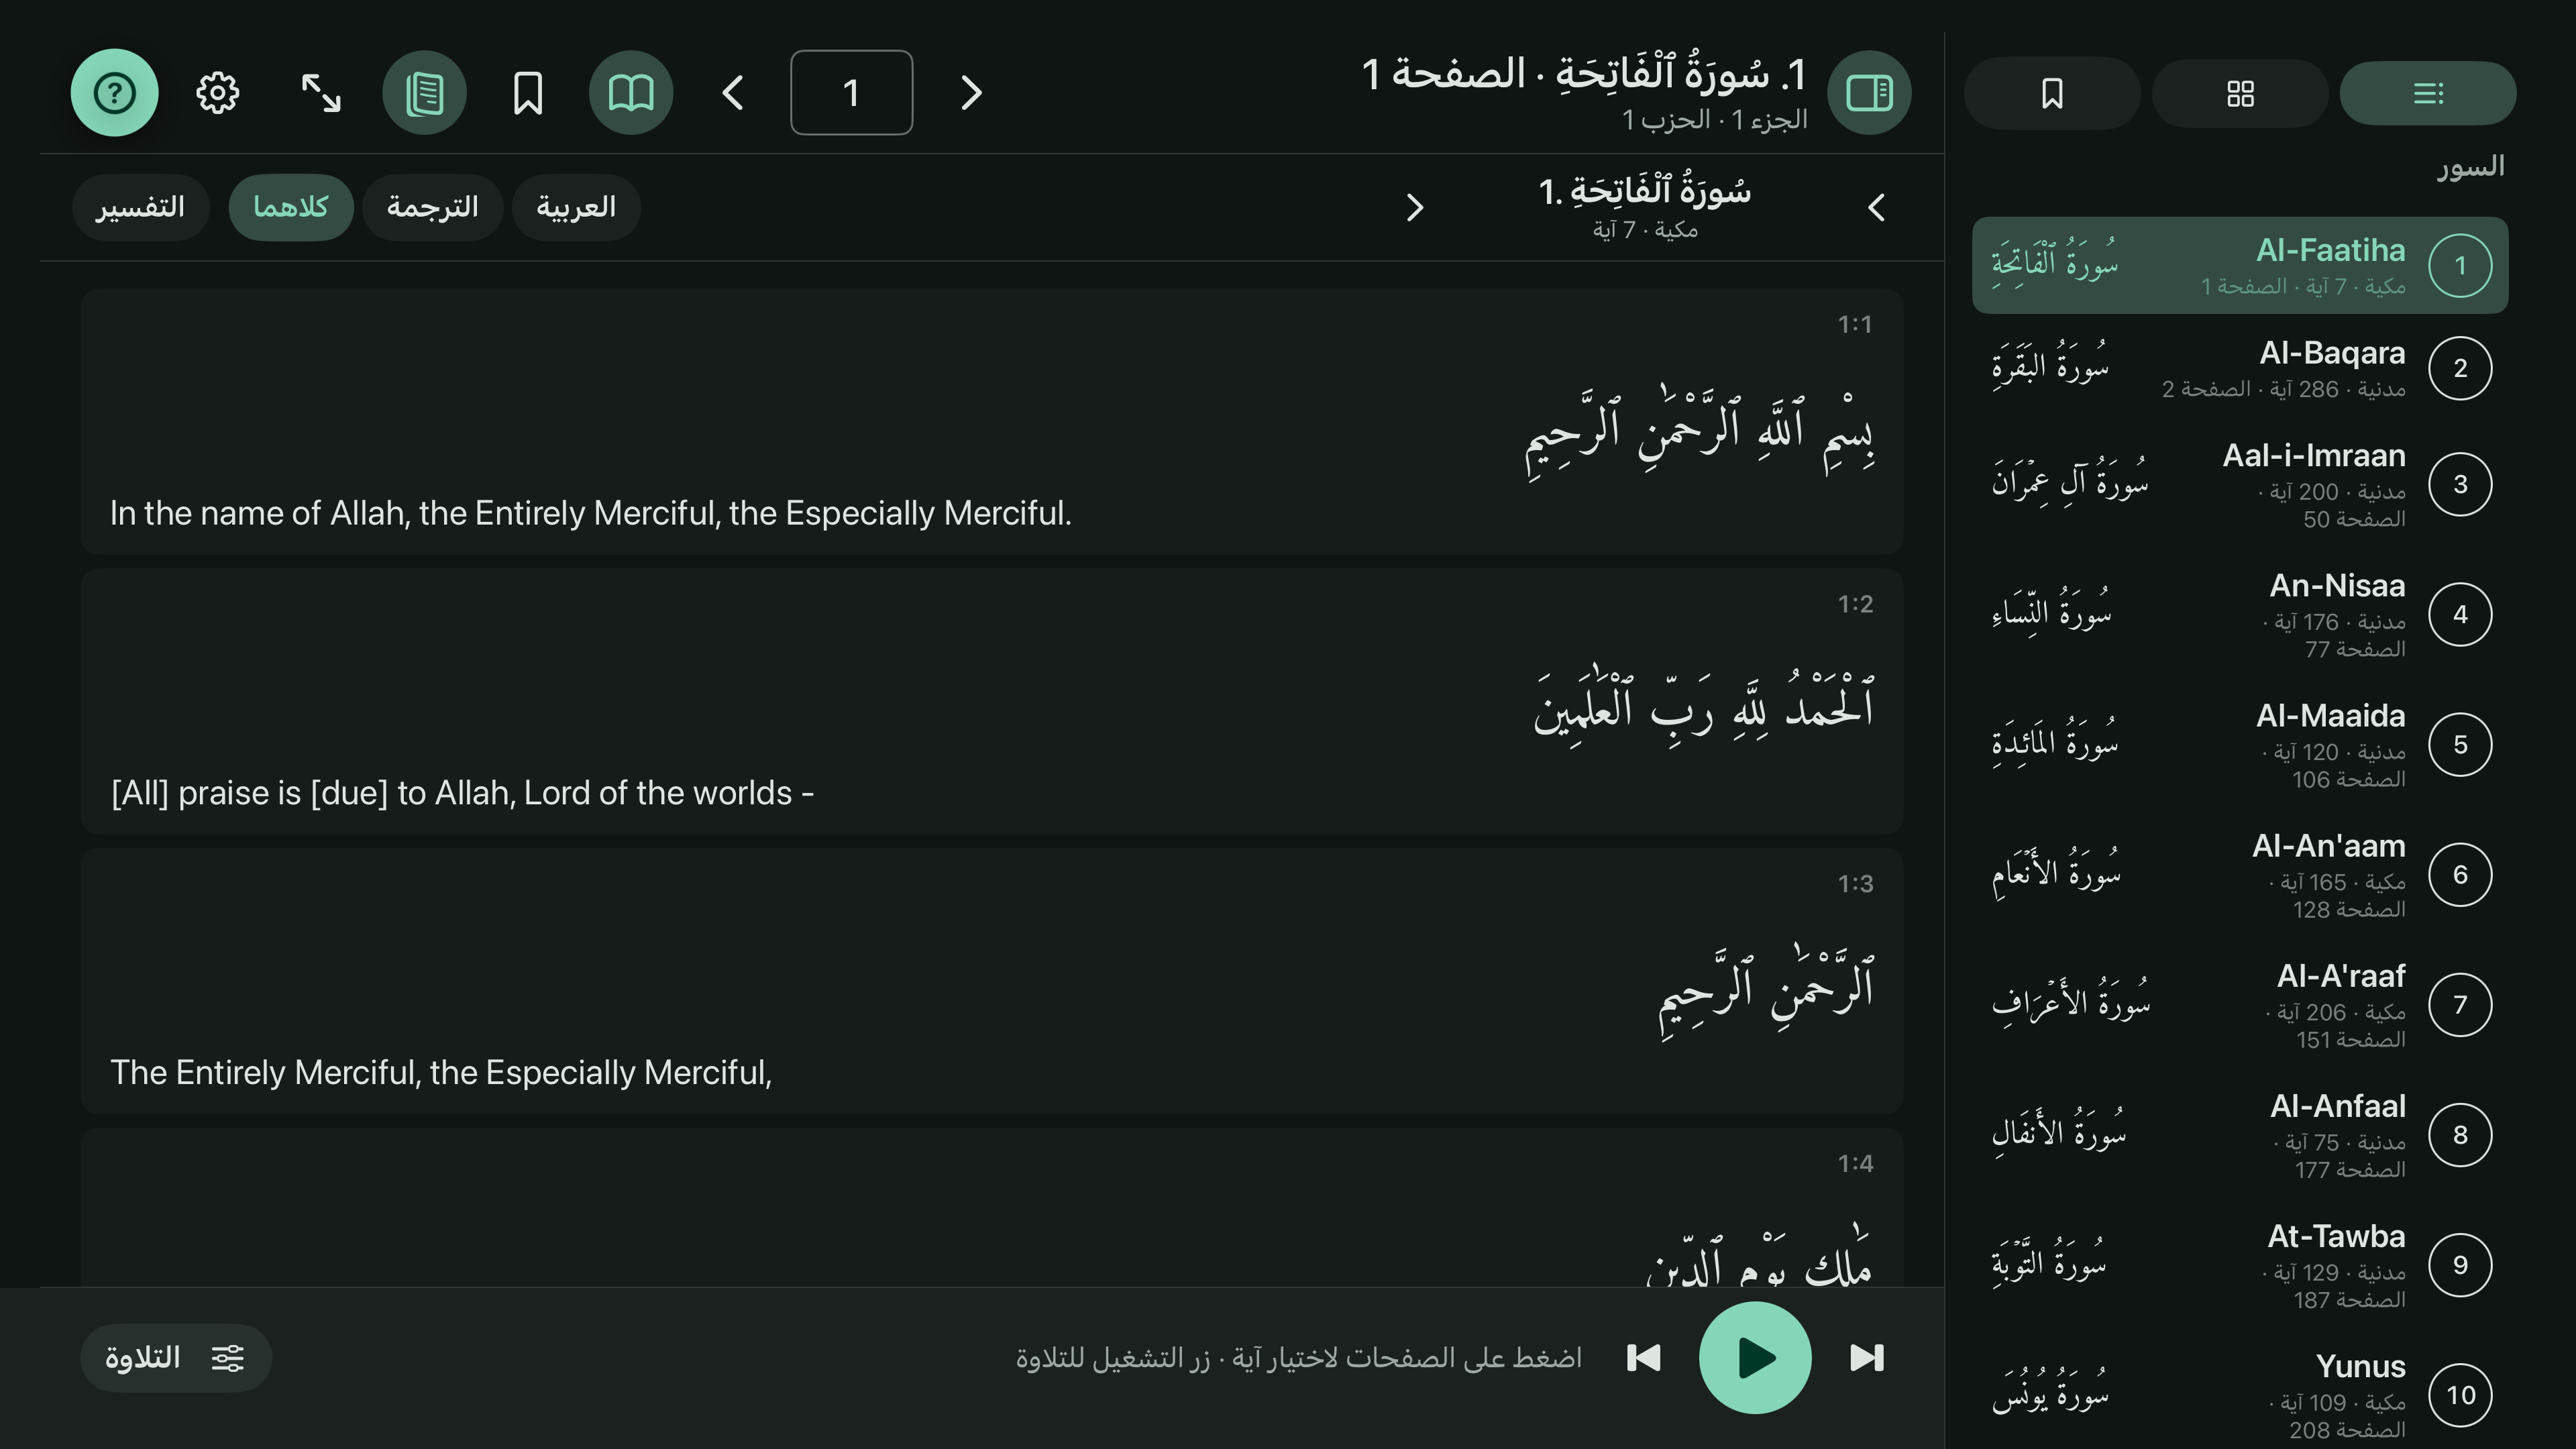 1. سُورَةُ ٱلْفَاتِحَةِ · الصفحة 1
الجزء 1 · الحزب 1
1
سُورَةُ ٱلْفَاتِحَةِ .1
مكية · 7 آية
العربية
الترجمة
كلاهما
التفسير
1:1
بِسْمِ ٱللَّهِ ٱلرَّحْمَٰنِ ٱلرَّحِيمِ
In the name of Allah, the Entirely Merciful, the Especially Merciful.
1:2
ٱلْحَمْدُ لِلَّهِ رَبِّ ٱلْعَٰلَمِينَ
[All] praise is [due] to Allah, Lord of the worlds -
1:3
ٱلرَّحْمَٰنِ ٱلرَّحِيمِ
The Entirely Merciful, the Especially Merciful,
1:4
مَٰلِكِ يَوْمِ ٱلدِّينِ
اضغط على الصفحات لاختيار آية · زر التشغيل للتلاوة
التلاوة
السور
1
Al-Faatiha
مكية · 7 آية · الصفحة 1
سُورَةُ ٱلْفَاتِحَةِ
2
Al-Baqara
مدنية · 286 آية · الصفحة 2
سُورَةُ البَقَرَةِ
3
Aal-i-Imraan
مدنية · 200 آية ·
الصفحة 50
سُورَةُ آلِ عِمۡرَانَ
4
An-Nisaa
مدنية · 176 آية ·
الصفحة 77
سُورَةُ النِّسَاءِ
5
Al-Maaida
مدنية · 120 آية ·
الصفحة 106
سُورَةُ المَائـِدَةِ
6
Al-An'aam
مكية · 165 آية ·
الصفحة 128
سُورَةُ الأَنۡعَامِ
7
Al-A'raaf
مكية · 206 آية ·
الصفحة 151
سُورَةُ الأَعۡرَافِ
8
Al-Anfaal
مدنية · 75 آية ·
الصفحة 177
سُورَةُ الأَنفَالِ
9
At-Tawba
مدنية · 129 آية ·
الصفحة 187
سُورَةُ التَّوۡبَةِ
10
Yunus
مكية · 109 آية ·
الصفحة 208
سُورَةُ يُونُسَ